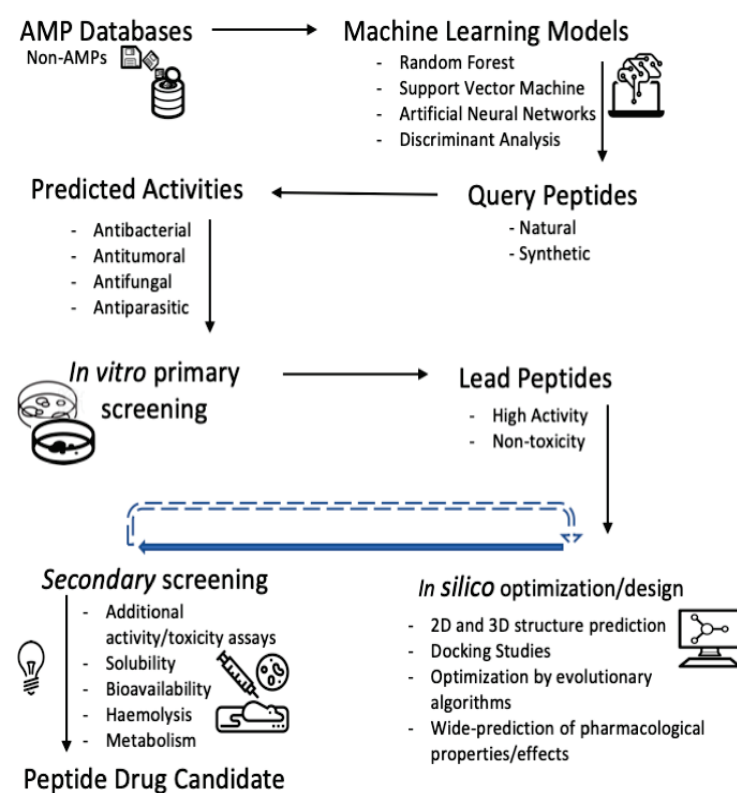 AMP Databases
Non-AMPs
Machine Learning Models
- Random Forest
- Support Vector Machine
- Artificial Neural Networks
- Discriminant Analysis
Predicted Activities
- Antibacterial
- Antitumoral
- Antifungal
- Antiparasitic
Query Peptides
- Natural
- Synthetic
In vitro primary
screening
Lead Peptides
- High Activity
- Non-toxicity
Secondary screening
- Additional
activity/toxicity assays
- Solubility
- Bioavailability
- Haemolysis
- Metabolism
In silico optimization/design
- 2D and 3D structure prediction
- Docking Studies
- Optimization by evolutionary
algorithms
- Wide-prediction of pharmacological
properties/effects
Peptide Drug Candidate